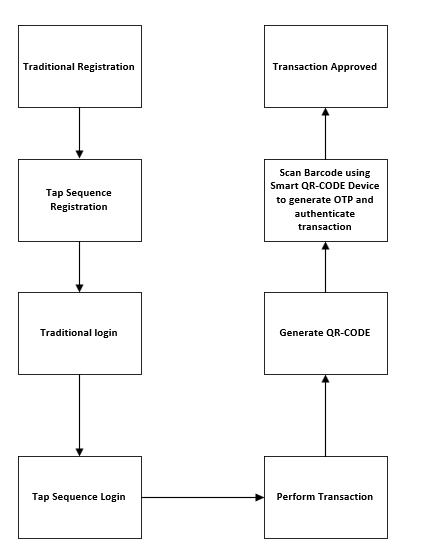 Traditional Registration
Tap Sequence
Registration
Traditional login
Tap Sequence Login
Perform Transaction
Generate QR-CODE
Scan Barcode using
Smart QR-CODE Device
to generate OTP and
authenticate
transaction
Transaction Approved